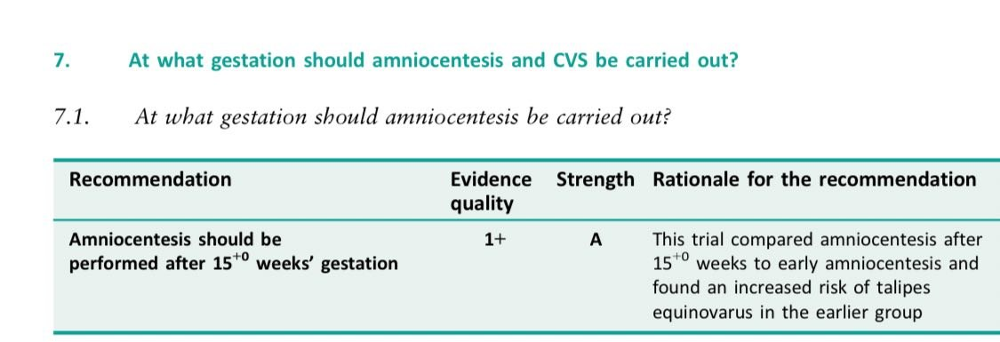 7. At what gestation should amniocentesis and CVS be carried out?
7.1. At what gestation should amniocentesis be carried out?
Recommendation
Evidence
quality
Strength
Rationale for the recommendation
Amniocentesis should be
performed after 15⁺⁰ weeks’ gestation
1+
A
This trial compared amniocentesis after
15⁺⁰ weeks to early amniocentesis and
found an increased risk of talipes
equinovarus in the earlier group